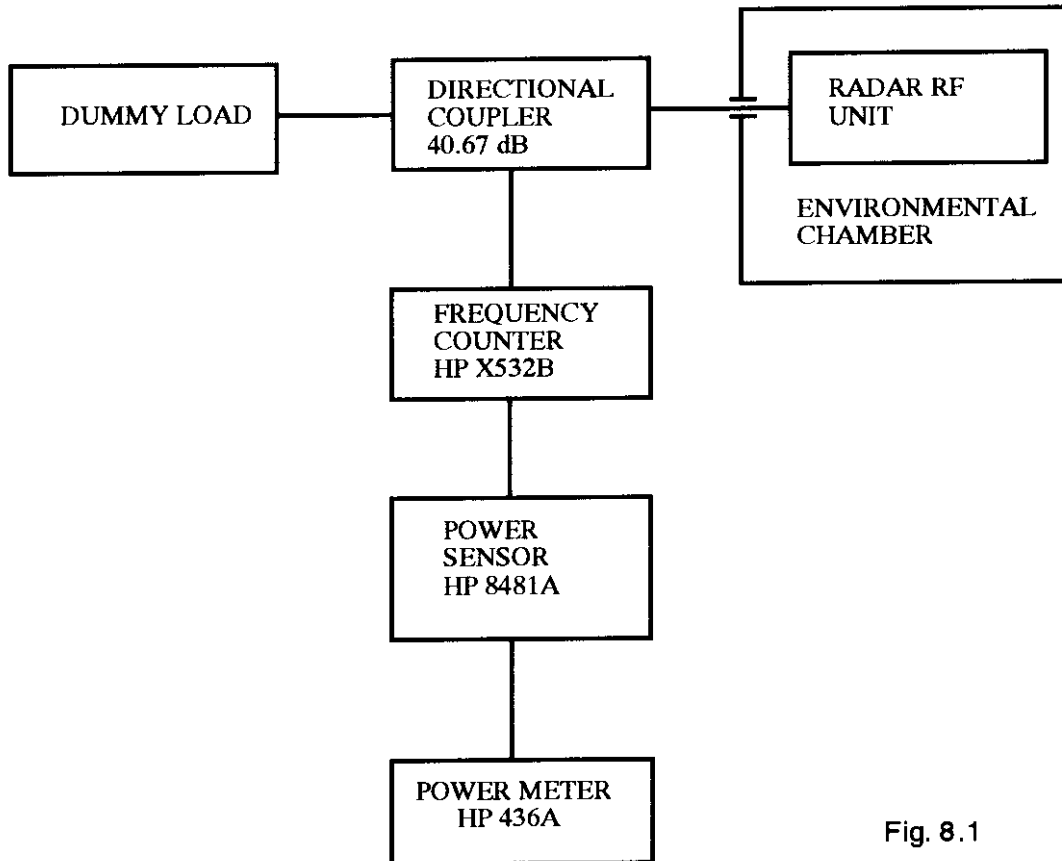 DUMMY LOAD
DIRECTIONAL
COUPLER
40.67 dB
RADAR RF
UNIT
ENVIRONMENTAL
CHAMBER
FREQUENCY
COUNTER
HP X532B
POWER
SENSOR
HP 8481A
POWER METER
HP 436A
Fig. 8.1